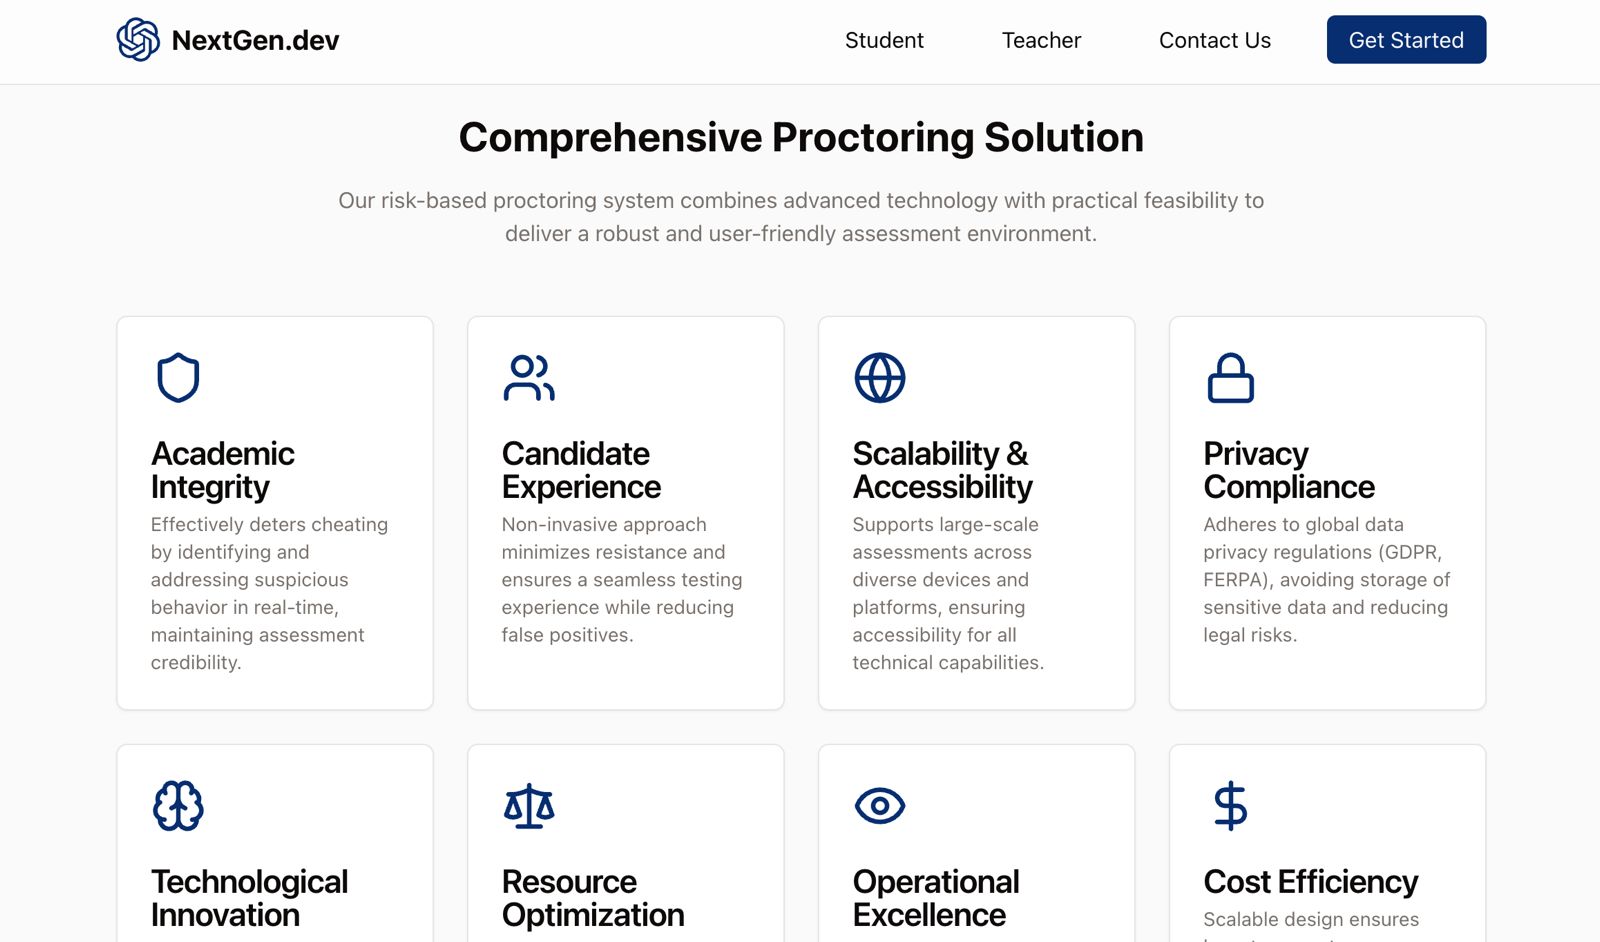 NextGen.dev
Student
Teacher
Contact Us
Get Started
Comprehensive Proctoring Solution
Our risk-based proctoring system combines advanced technology with practical feasibility to
deliver a robust and user-friendly assessment environment.
Academic
Integrity
Effectively deters cheating
by identifying and
addressing suspicious
behavior in real-time,
maintaining assessment
credibility.
Candidate
Experience
Non-invasive approach
minimizes resistance and
ensures a seamless testing
experience while reducing
false positives.
Scalability &
Accessibility
Supports large-scale
assessments across
diverse devices and
platforms, ensuring
accessibility for all
technical capabilities.
Privacy
Compliance
Adheres to global data
privacy regulations (GDPR,
FERPA), avoiding storage of
sensitive data and reducing
legal risks.
Technological
Innovation
Resource
Optimization
Operational
Excellence
Cost Efficiency
Scalable design ensures